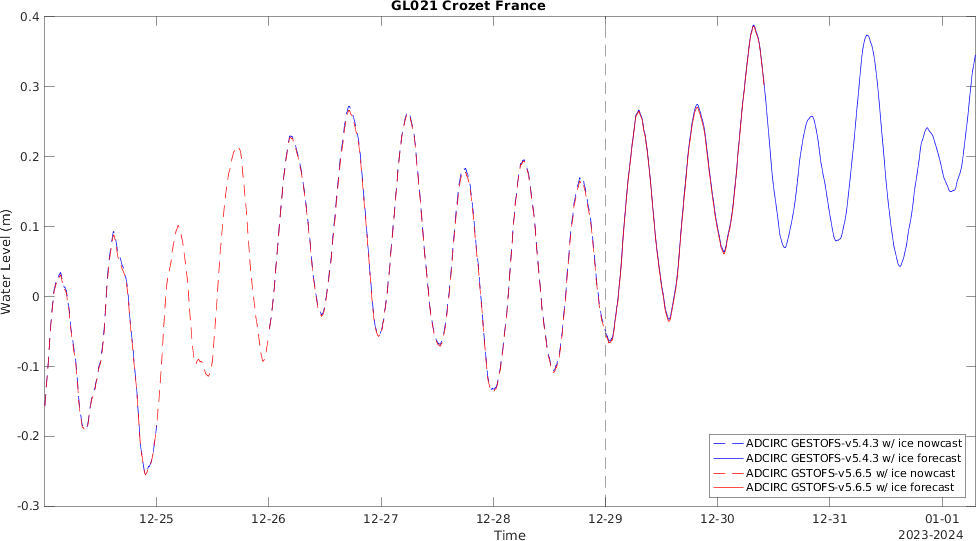 GL021 Crozet France
0.4
0.3
0.2
0.1
0
-0.1
-0.2
-0.3
Water Level (m)
12-25 12-26 12-27 12-28 12-29 12-30 12-31 01-01
Time
2023-2024
ADCIRC GESTOFS-v5.4.3 w/ ice nowcast
ADCIRC GESTOFS-v5.4.3 w/ ice forecast
ADCIRC GSTOFS-v5.6.5 w/ ice nowcast
ADCIRC GSTOFS-v5.6.5 w/ ice forecast